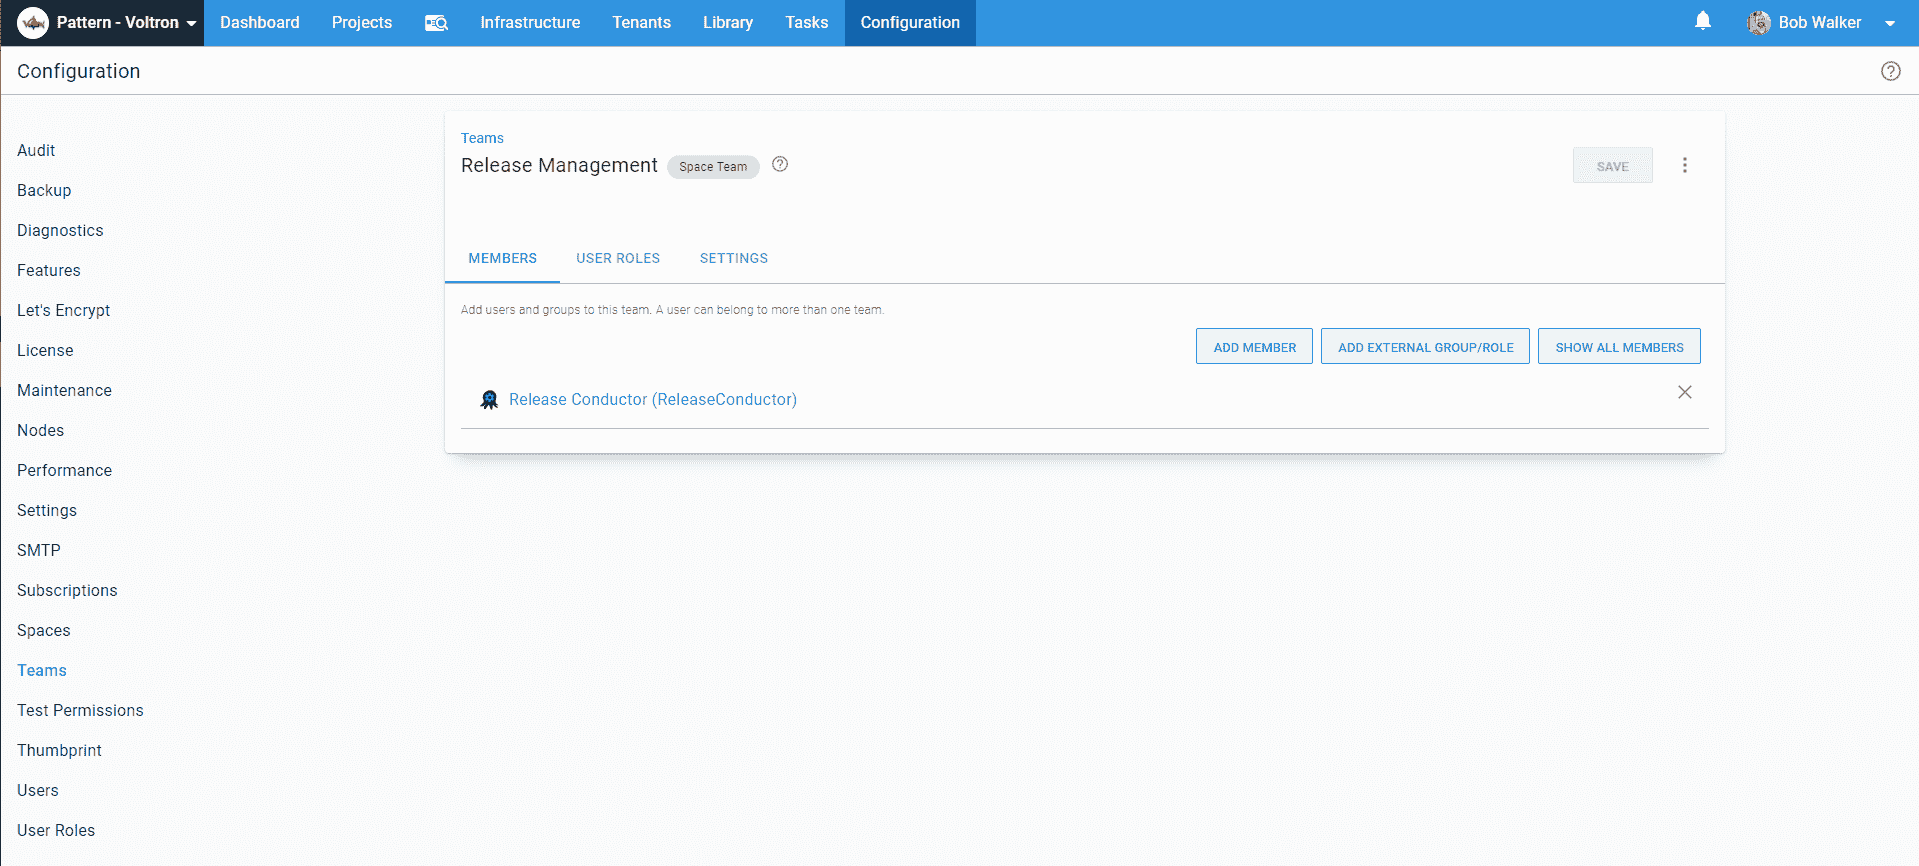 Pattern - Voltron Dashboard Projects Infrastructure Tenants Library Tasks Configuration Bob Walker
Configuration
Audit
Backup
Diagnostics
Features
Let's Encrypt
License
Maintenance
Nodes
Performance
Settings
SMTP
Subscriptions
Spaces
Teams
Test Permissions
Thumbprint
Users
User Roles
Teams
Release Management Space Team
SAVE
MEMBERS USER ROLES SETTINGS
Add users and groups to this team. A user can belong to more than one team.
ADD MEMBER ADD EXTERNAL GROUP/ROLE SHOW ALL MEMBERS
Release Conductor (ReleaseConductor)